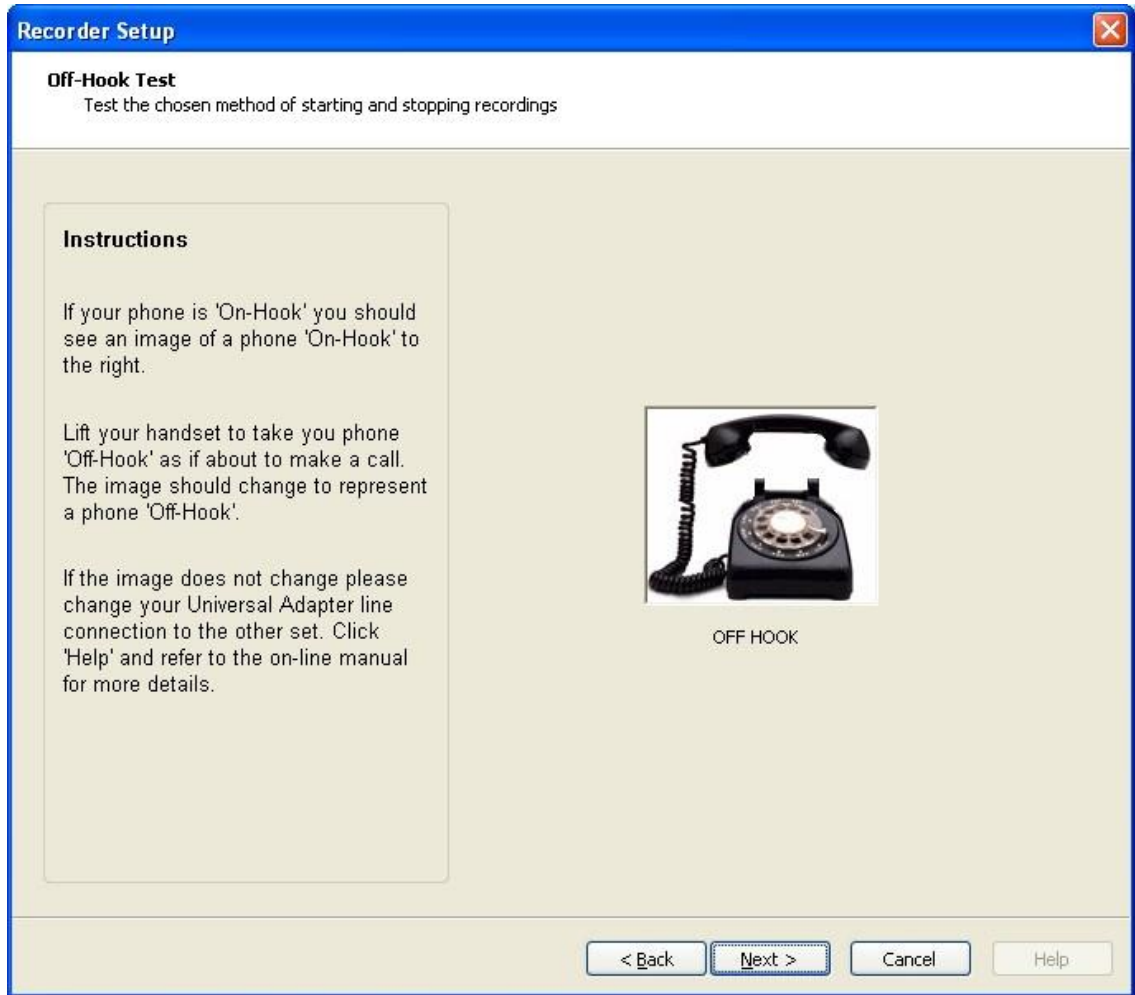 Recorder Setup
Off-Hook Test
Test the chosen method of starting and stopping recordings
Instructions
If your phone is 'On-Hook' you should
see an image of a phone 'On-Hook' to
the right.
Lift your handset to take you phone
'Off-Hook' as if about to make a call.
The image should change to represent
a phone 'Off-Hook'.
If the image does not change please
change your Universal Adapter line
connection to the other set. Click
'Help' and refer to the on-line manual
for more details.
OFF HOOK
< Back Next > Cancel Help